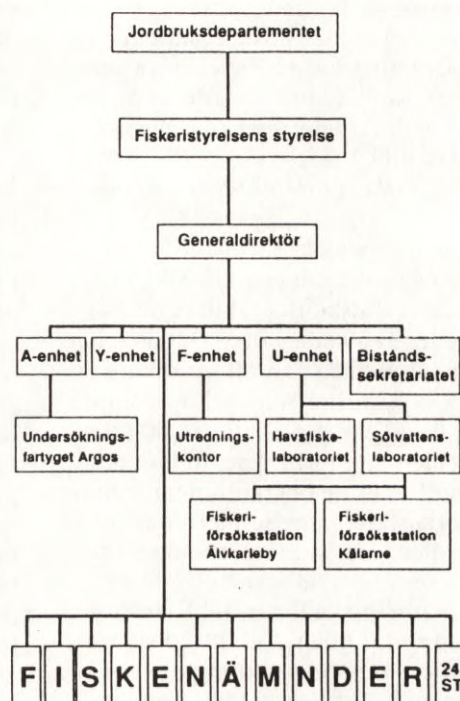 Jordbruksdepartementet
Fiskeristyrelsens styrelse
Generaldirektör
A-enhet
Y-enhet
F-enhet
U-enhet
Bistånds-
sekretariatet
Undersöknings-
fartyget Argos
Utrednings-
kontor
Havsfiske-
laboratoriet
Sötvattens-
laboratoriet
Fiskeri-
försöksstation
Älvkarleby
Fiskeri-
försöksstation
Kälarne
F I S K E N Ä M N D E R 24
ST